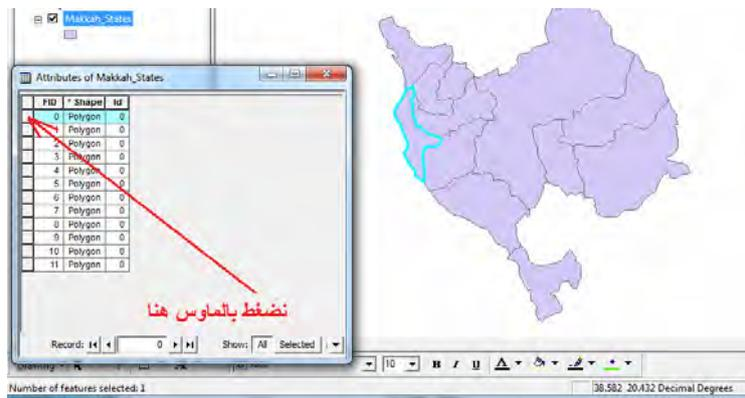 Makkah_States
Attributes of Makkah_States
FID * Shape Id
0 Polygon 0
1 Polygon 0
2 Polygon 0
3 Polygon 0
4 Polygon 0
5 Polygon 0
6 Polygon 0
7 Polygon 0
8 Polygon 0
9 Polygon 0
10 Polygon 0
11 Polygon 0
نضغط بالماوس هنا
Record: 0 Show: All Selected
Drawing 10 B I U A
Number of features selected: 1
38.582 20.432 Decimal Degrees